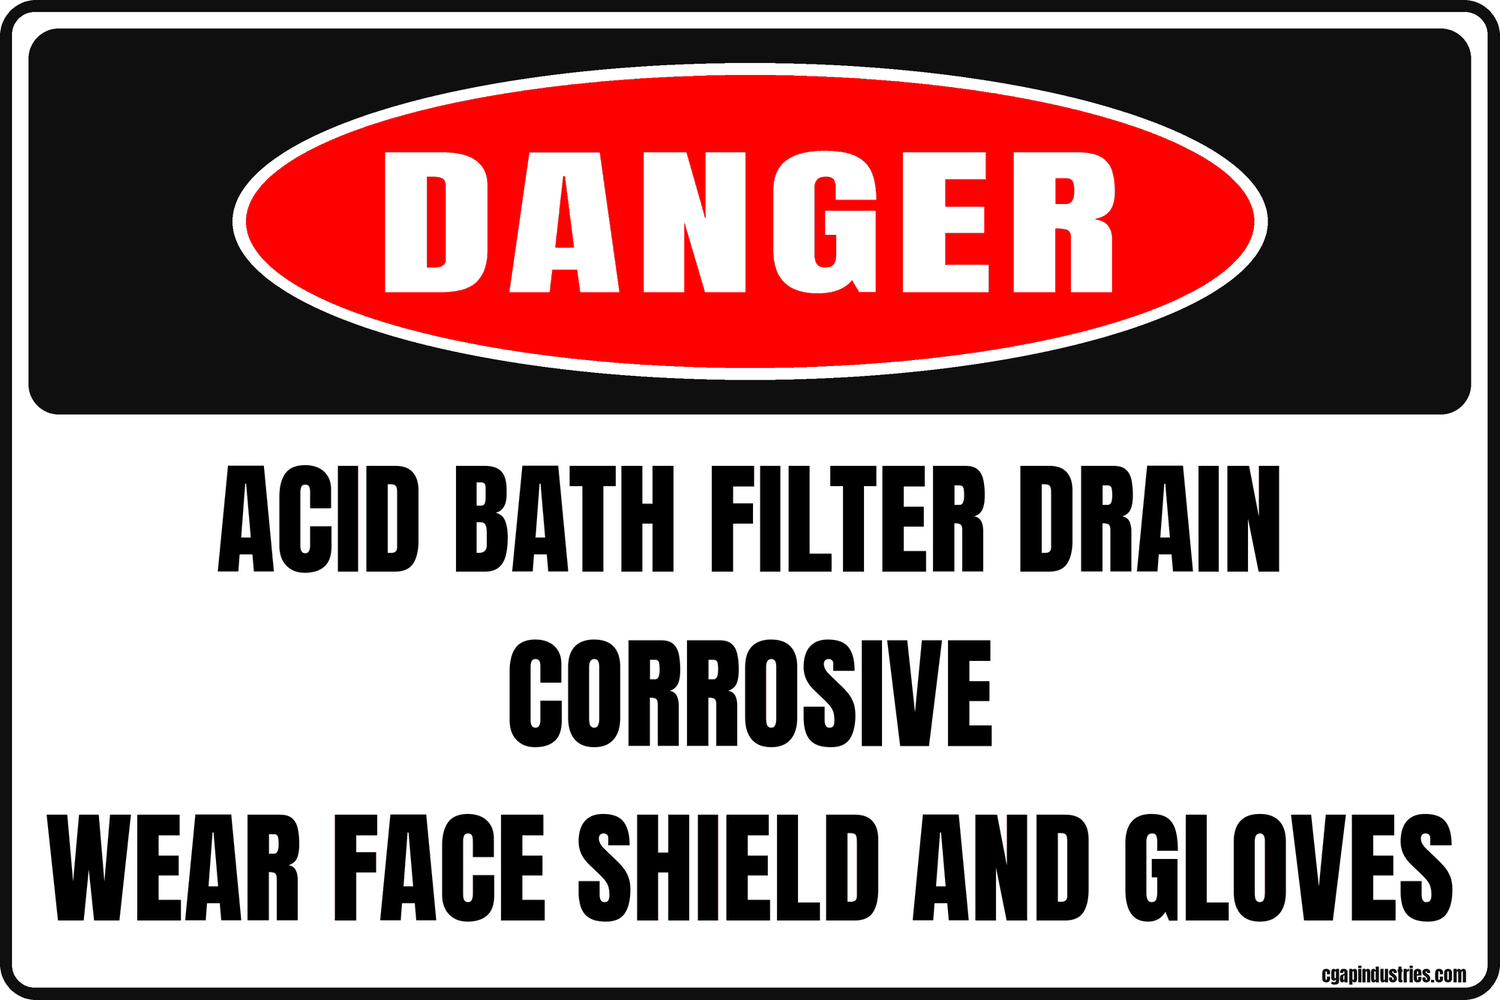 DANGER
ACID BATH FILTER DRAIN
CORROSIVE
WEAR FACE SHIELD AND GLOVES
cgapindustries.com